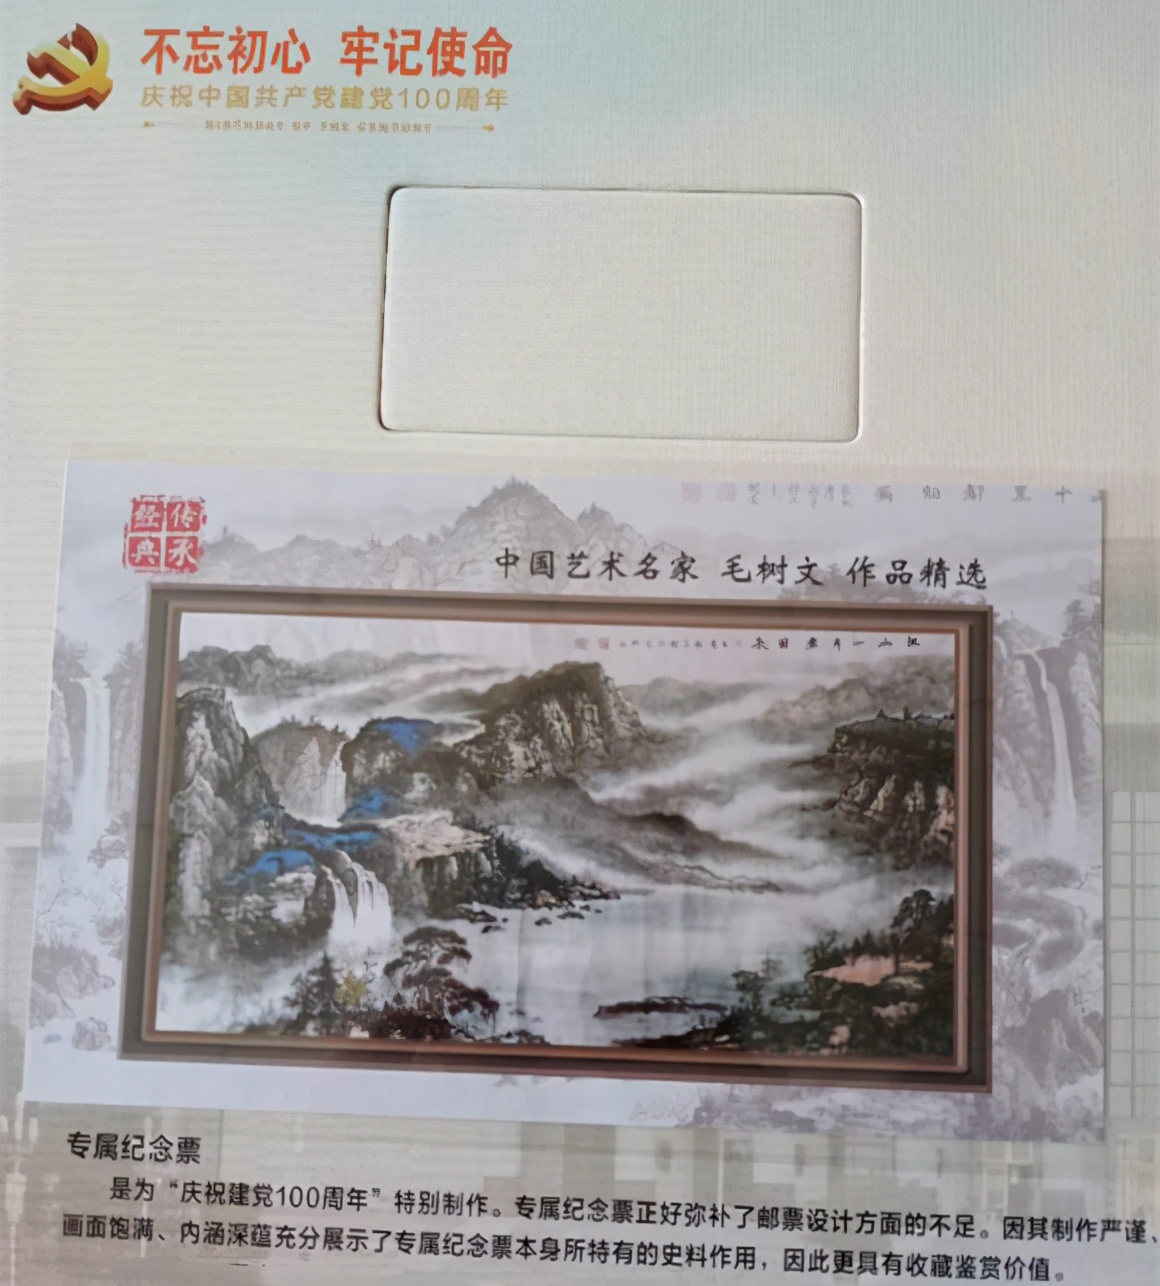 不忘初心 牢记使命
庆祝中国共产党建党100周年
经 传
典 承
中国艺术名家 毛树文 作品精选
专属纪念票
是为“庆祝建党100周年”特别制作。专属纪念票正好弥补了邮票设计方面的不足。因其制作严谨、
画面饱满、内涵深蕴充分展示了专属纪念票本身所持有的史料作用，因此更具有收藏鉴赏价值。